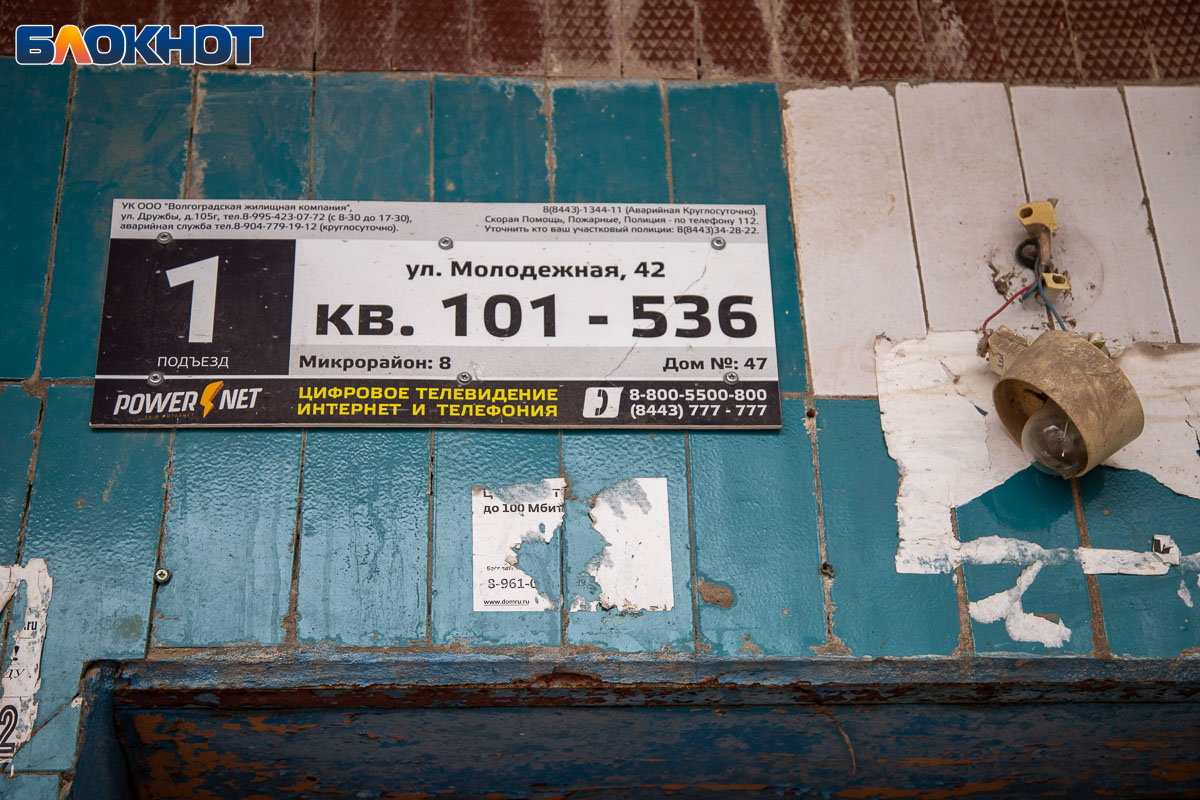 БЛОКНОТ
УК ООО "Волгоградская жилищная компания",
ул. Дружбы, д.105г, тел.8-995-423-07-72 (с 8-30 до 17-30),
аварийная служба тел.8-904-779-19-12 (круглосуточно).
8(8443)-1344-11 (Аварийная Круглосуточно).
Скорая Помощь, Пожарные, Полиция - по телефону 112.
Уточнить кто ваш участковый полиции: 8(8443)34-28-22.
1
ПОДЪЕЗД
ул. Молодежная, 42
кв. 101 - 536
Микрорайон: 8
Дом №: 47
POWERNET
ЦИФРОВОЕ ТЕЛЕВИДЕНИЕ
ИНТЕРНЕТ И ТЕЛЕФОНИЯ
8-800-5500-800
(8443) 777 - 777
до 100 Мбит
8-961-
www.domru.ru
2